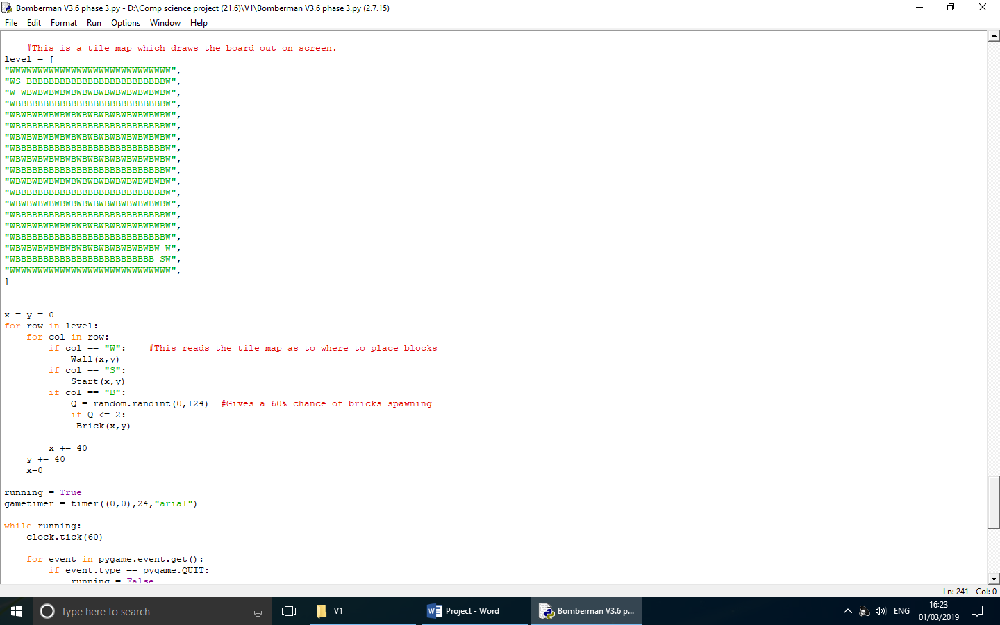 Bomberman V3.6 phase 3.py - D:\Comp science project (21.6)\V1\Bomberman V3.6 phase 3.py (2.7.15)
File Edit Format Run Options Window Help
#This is a tile map which draws the board out on screen.
level = [
"WWWWWWWWWWWWWWWWWWWWWWWWWWWWW",
"WS BBBBBBBBBBBBBBBBBBBBBBBBBW",
"W WBWBWBWBWBWBWBWBWBWBWBWBWBW",
"WBBBBBBBBBBBBBBBBBBBBBBBBBBBW",
"WBWBWBWBWBWBWBWBWBWBWBWBWBWBW",
"WBBBBBBBBBBBBBBBBBBBBBBBBBBBW",
"WBWBWBWBWBWBWBWBWBWBWBWBWBWBW",
"WBBBBBBBBBBBBBBBBBBBBBBBBBBBW",
"WBWBWBWBWBWBWBWBWBWBWBWBWBWBW",
"WBBBBBBBBBBBBBBBBBBBBBBBBBBBW",
"WBWBWBWBWBWBWBWBWBWBWBWBWBWBW",
"WBBBBBBBBBBBBBBBBBBBBBBBBBBBW",
"WBWBWBWBWBWBWBWBWBWBWBWBWBWBW",
"WBBBBBBBBBBBBBBBBBBBBBBBBBBBW",
"WBWBWBWBWBWBWBWBWBWBWBWBWBWBW",
"WBBBBBBBBBBBBBBBBBBBBBBBBBBBW",
"WBWBWBWBWBWBWBWBWBWBWBWBWBW W",
"WBBBBBBBBBBBBBBBBBBBBBBBBB SW",
"WWWWWWWWWWWWWWWWWWWWWWWWWWWWW",
]
x = y = 0
for row in level:
    for col in row:
        if col == "W":    #This reads the tile map as to where to place blocks
            Wall(x,y)
        if col == "S":
            Start(x,y)
        if col == "B":
            Q = random.randint(0,124)  #Gives a 60% chance of bricks spawning
            if Q <= 2:
             Brick(x,y)
        x += 40
    y += 40
    x=0
running = True
gametimer = timer((0,0),24,"arial")
while running:
    clock.tick(60)
    for event in pygame.event.get():
        if event.type == pygame.QUIT:
            running = False
Ln: 241 Col: 0
Type here to search
V1
Project - Word
Bomberman V3.6 p...
ENG
16:23
01/03/2019